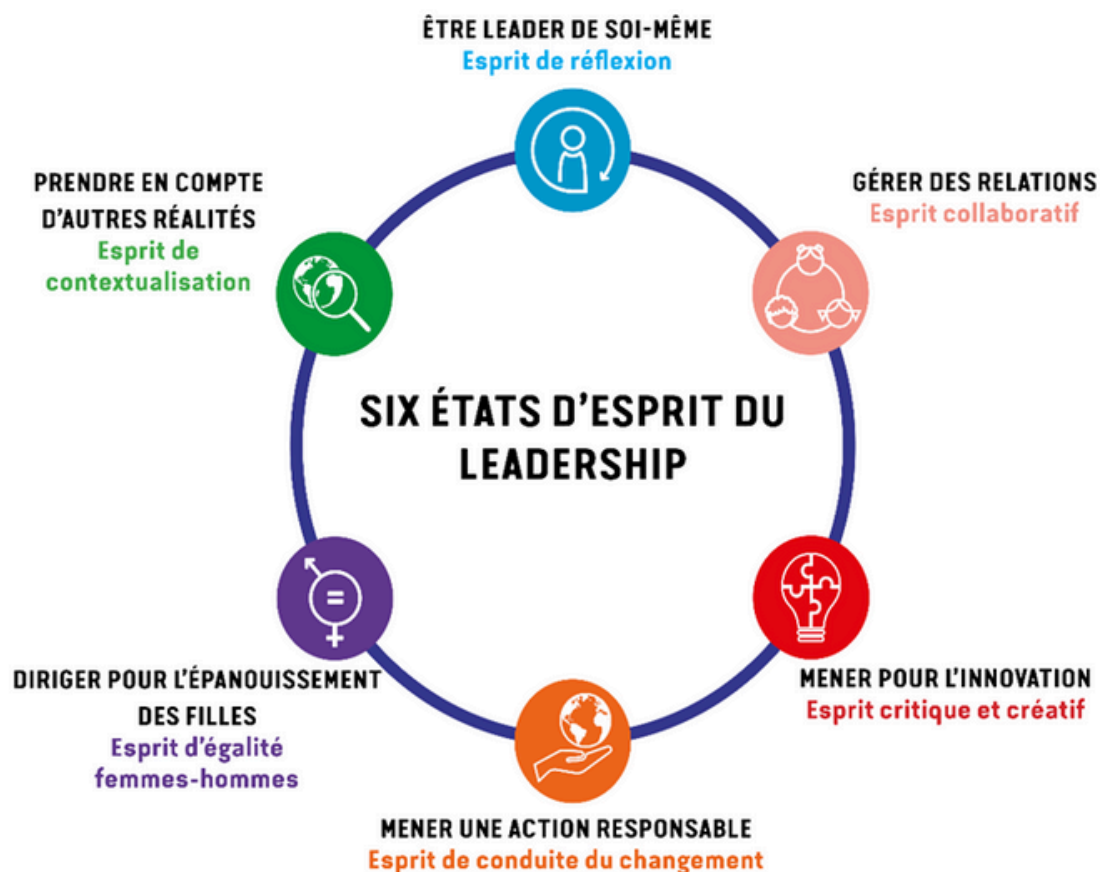 ÊTRE LEADER DE SOI-MÊME
Esprit de réflexion
PRENDRE EN COMPTE
D'AUTRES RÉALITÉS
Esprit de
contextualisation
GÉRER DES RELATIONS
Esprit collaboratif
SIX ÉTATS D'ESPRIT DU
LEADERSHIP
DIRIGER POUR L'ÉPANOUISSEMENT
DES FILLES
Esprit d'égalité
femmes-hommes
MENER POUR L'INNOVATION
Esprit critique et créatif
MENER UNE ACTION RESPONSABLE
Esprit de conduite du changement